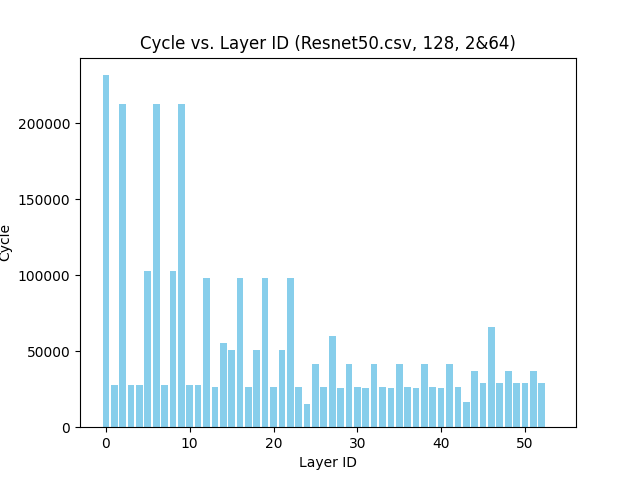 Cycle vs. Layer ID (Resnet50.csv, 128, 2&64)
200000
150000
100000
50000
0
Cycle
0 10 20 30 40 50
Layer ID